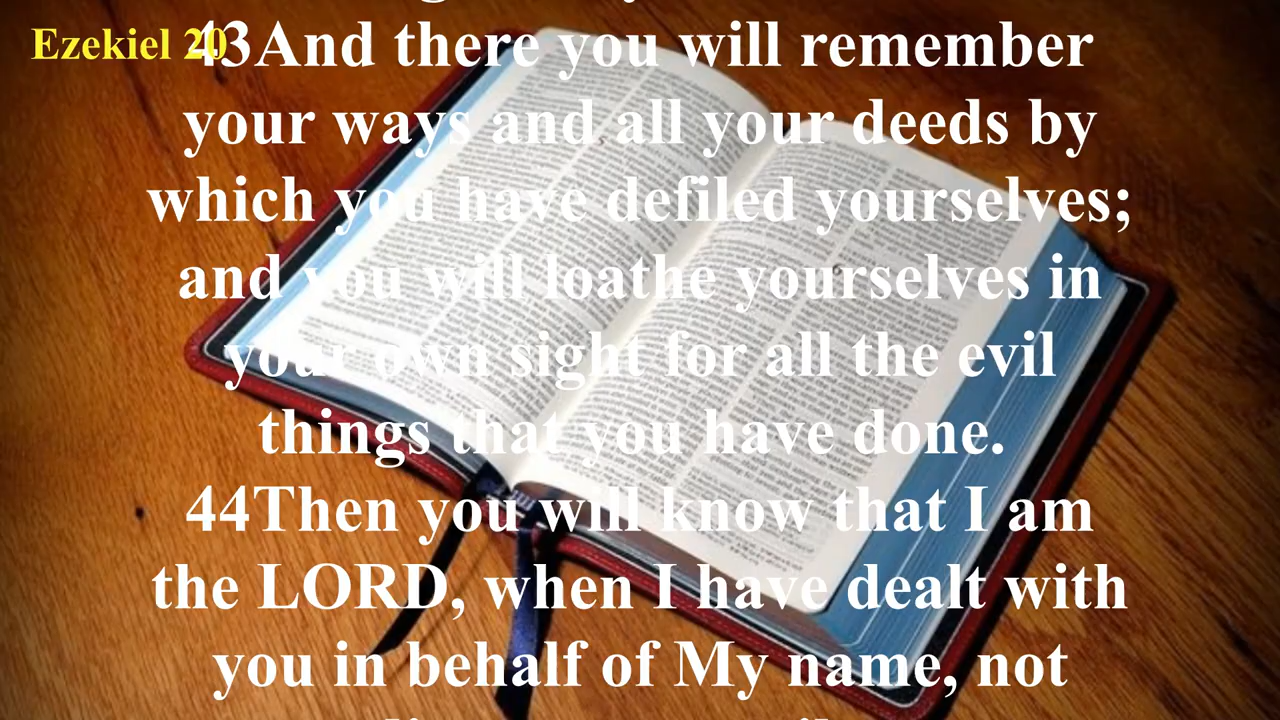 Ezekiel 20
43And there you will remember
your ways and all your deeds by
which you have defiled yourselves;
and you will loathe yourselves in
your own sight for all the evil
things that you have done.
44Then you will know that I am
the LORD, when I have dealt with
you in behalf of My name, not